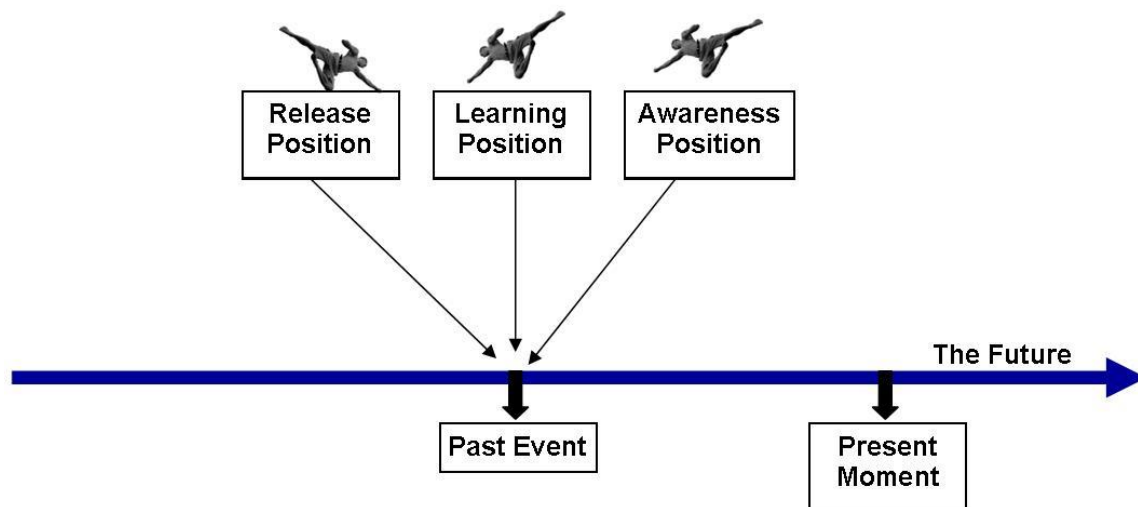 Release
Position
Learning
Position
Awareness
Position
The Future
Past Event
Present
Moment